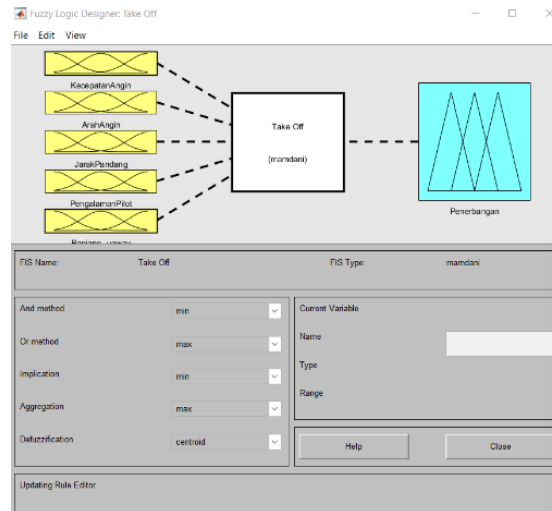 Fuzzy Logic Designer: Take Off
File Edit View
KecepatanAngin
ArahAngin
JarakPandang
PengalamanPilot
Take Off
(mamdani)
Penerbangan
FIS Name: Take Off FIS Type: mamdani
And method min
Or method max
Implication min
Aggregation max
Defuzzification centroid
Current Variable
Name
Type
Range
Help Close
Updating Rule Editor